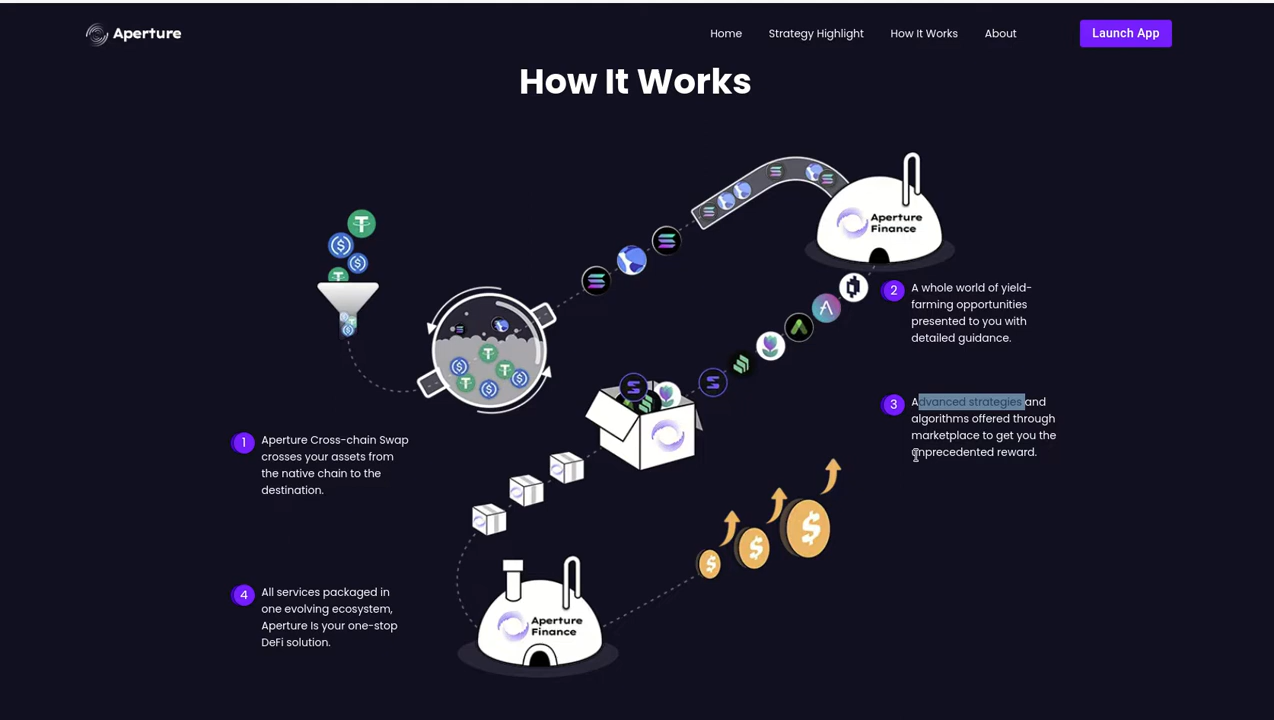 Aperture
Home
Strategy Highlight
How It Works
About
Launch App
How It Works
Aperture
Finance
2
A whole world of yield-
farming opportunities
presented to you with
detailed guidance.
3
Advanced strategies and
algorithms offered through
marketplace to get you the
unprecedented reward.
1
Aperture Cross-chain Swap
crosses your assets from
the native chain to the
destination.
4
All services packaged in
one evolving ecosystem,
Aperture Is your one-stop
DeFi solution.
Aperture
Finance